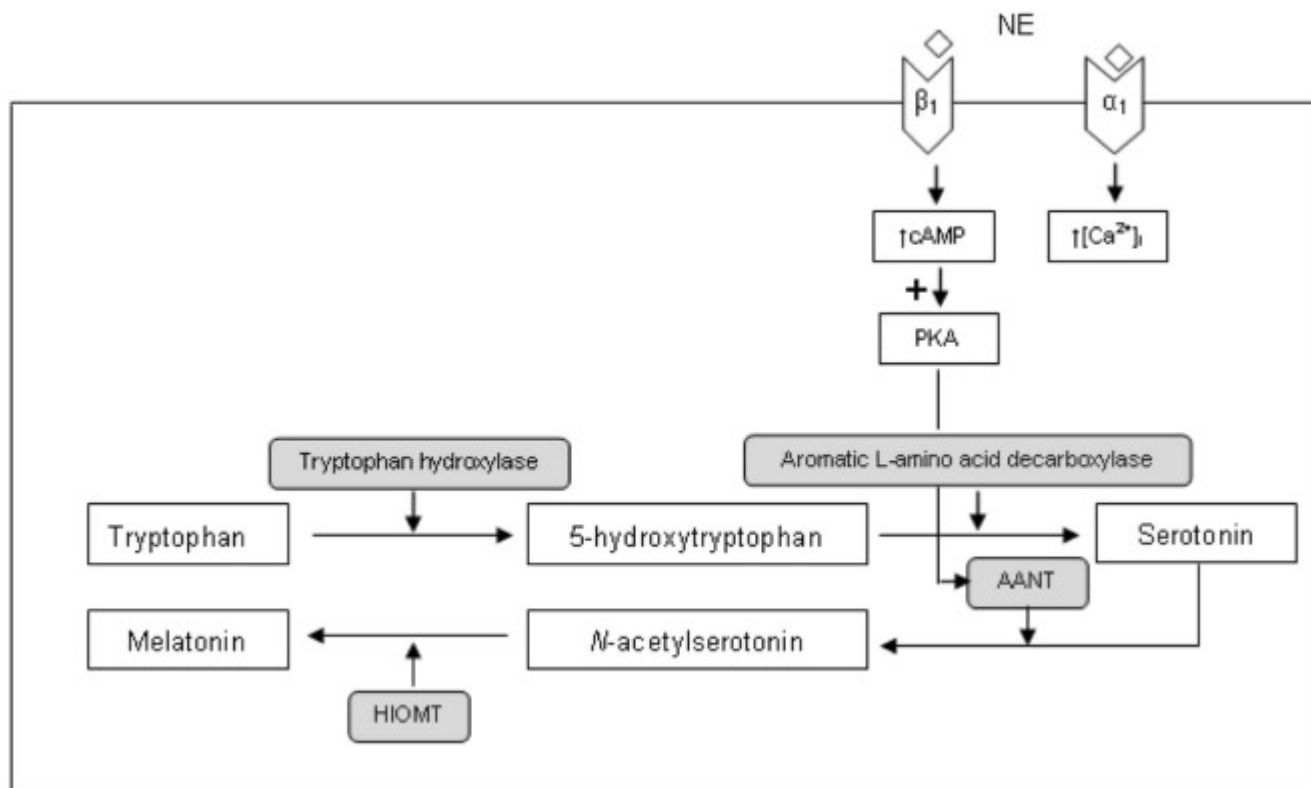 NE
β1
α1
↑cAMP
↑[Ca²⁺]ᵢ
+
PKA
Tryptophan hydroxylase
Aromatic L-amino acid decarboxylase
Tryptophan
5-hydroxytryptophan
Serotonin
AANT
Melatonin
N-acetylserotonin
HIOMT